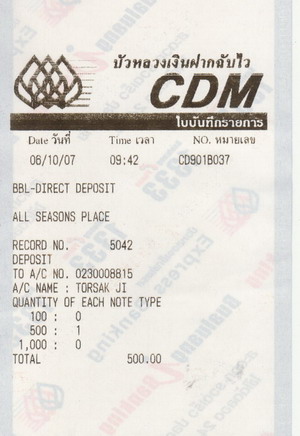 บัวหลวงเงินฝากฉับไว
CDM
ใบบันทึกรายการ
Date วันที่ Time เวลา NO. หมายเลข
06/10/07 09:42 CD901B037
BBL-DIRECT DEPOSIT
ALL SEASONS PLACE
RECORD NO. 5042
DEPOSIT
TO A/C NO. 0230008815
A/C NAME : TORSAK JI
QUANTITY OF EACH NOTE TYPE
100 : 0
500 : 1
1,000 : 0
TOTAL 500.00